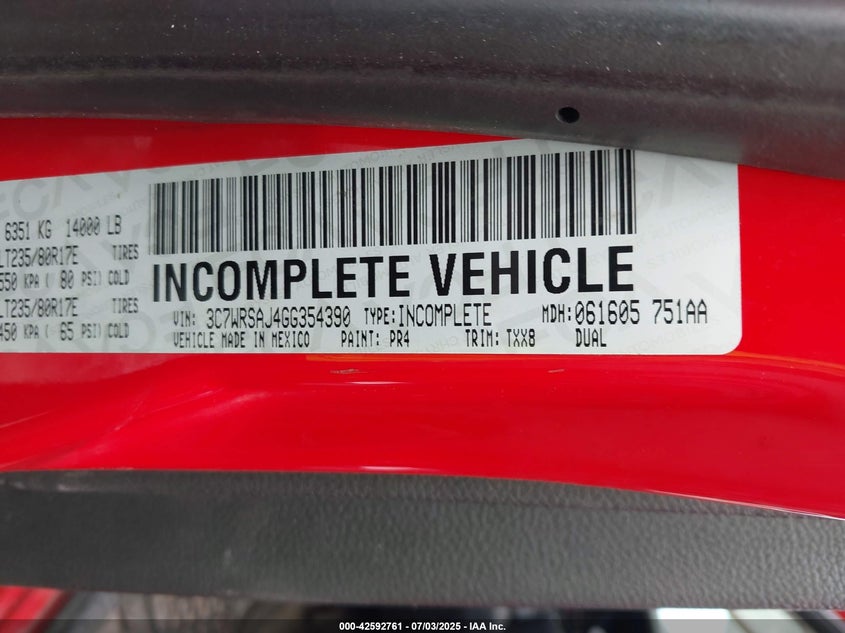 6351 KG 14000 LB
LT235/80R17E TIRES
550 KPA ( 80 PSI) COLD
LT235/80R17E TIRES
450 KPA ( 65 PSI) COLD
INCOMPLETE VEHICLE
VIN: 3C7WRSAJ4GG354390 TYPE: INCOMPLETE MDH: 061605 751AA
VEHICLE MADE IN MEXICO PAINT: PR4 TRIM: TXX8 DUAL
000-42592761 - 07/03/2025 - IAA Inc.